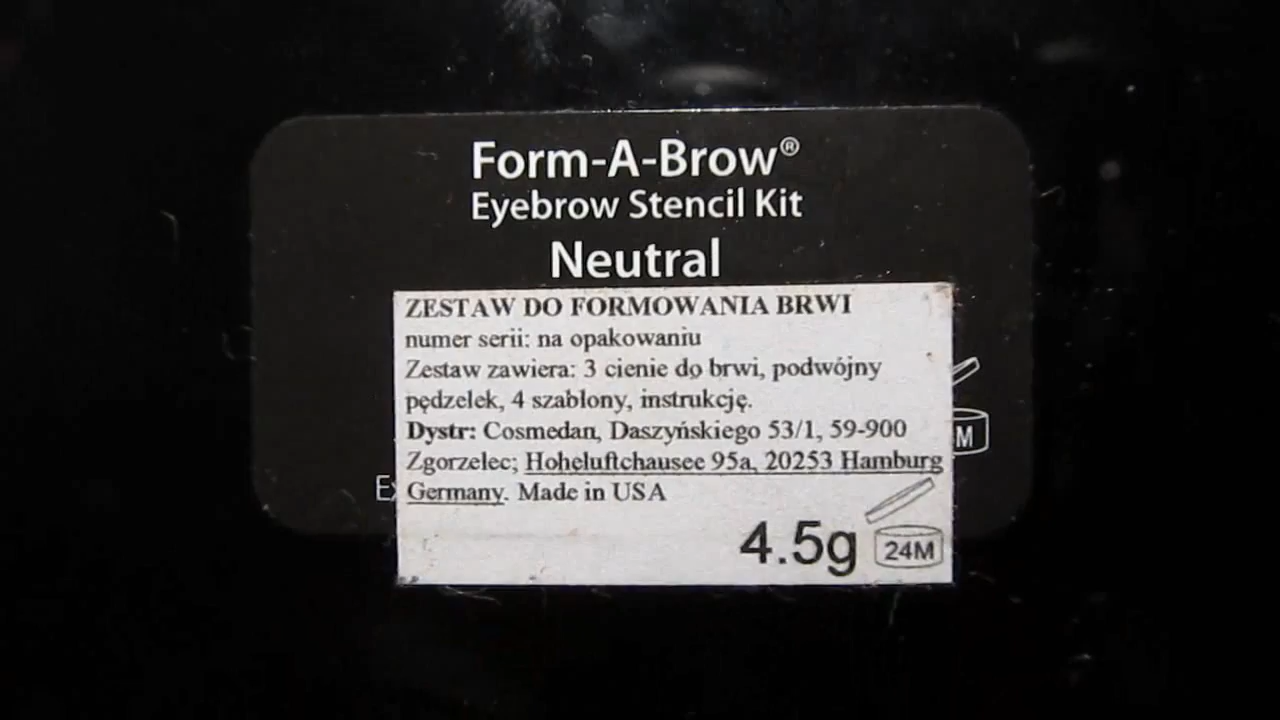 Form-A-Brow®
Eyebrow Stencil Kit
Neutral
ZESTAW DO FORMOWANIA BRWI
numer serii: na opakowaniu
Zestaw zawiera: 3 cienie do brwi, podwójny
pędzelek, 4 szablony, instrukcję.
Dystr: Cosmedan, Daszyńskiego 53/1, 59-900
Zgorzelec; Hoheluftchausee 95a, 20253 Hamburg
Germany. Made in USA
4.5g 24M